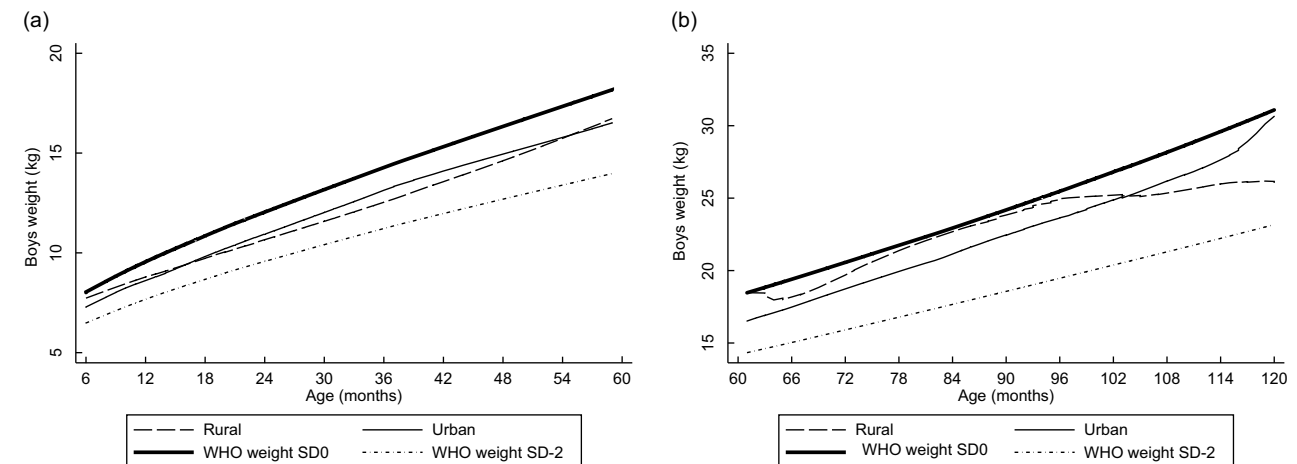 (a)
Boys weight (kg)
20
15
10
5
6 12 18 24 30 36 42 48 54 60
Age (months)
Rural Urban
WHO weight SD0 WHO weight SD-2
(b)
Boys weight (kg)
35
30
25
20
15
60 66 72 78 84 90 96 102 108 114 120
Age (months)
Rural Urban
WHO weight SD0 WHO weight SD-2